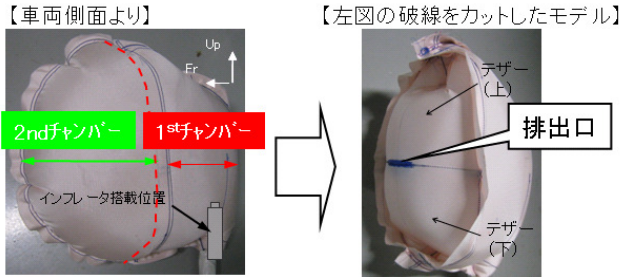 【車両側面より】
【左図の破線をカットしたモデル】
Up
Fr
2ndチャンバー
1stチャンバー
インフレータ搭載位置
テザー
(上)
排出口
テザー
(下)